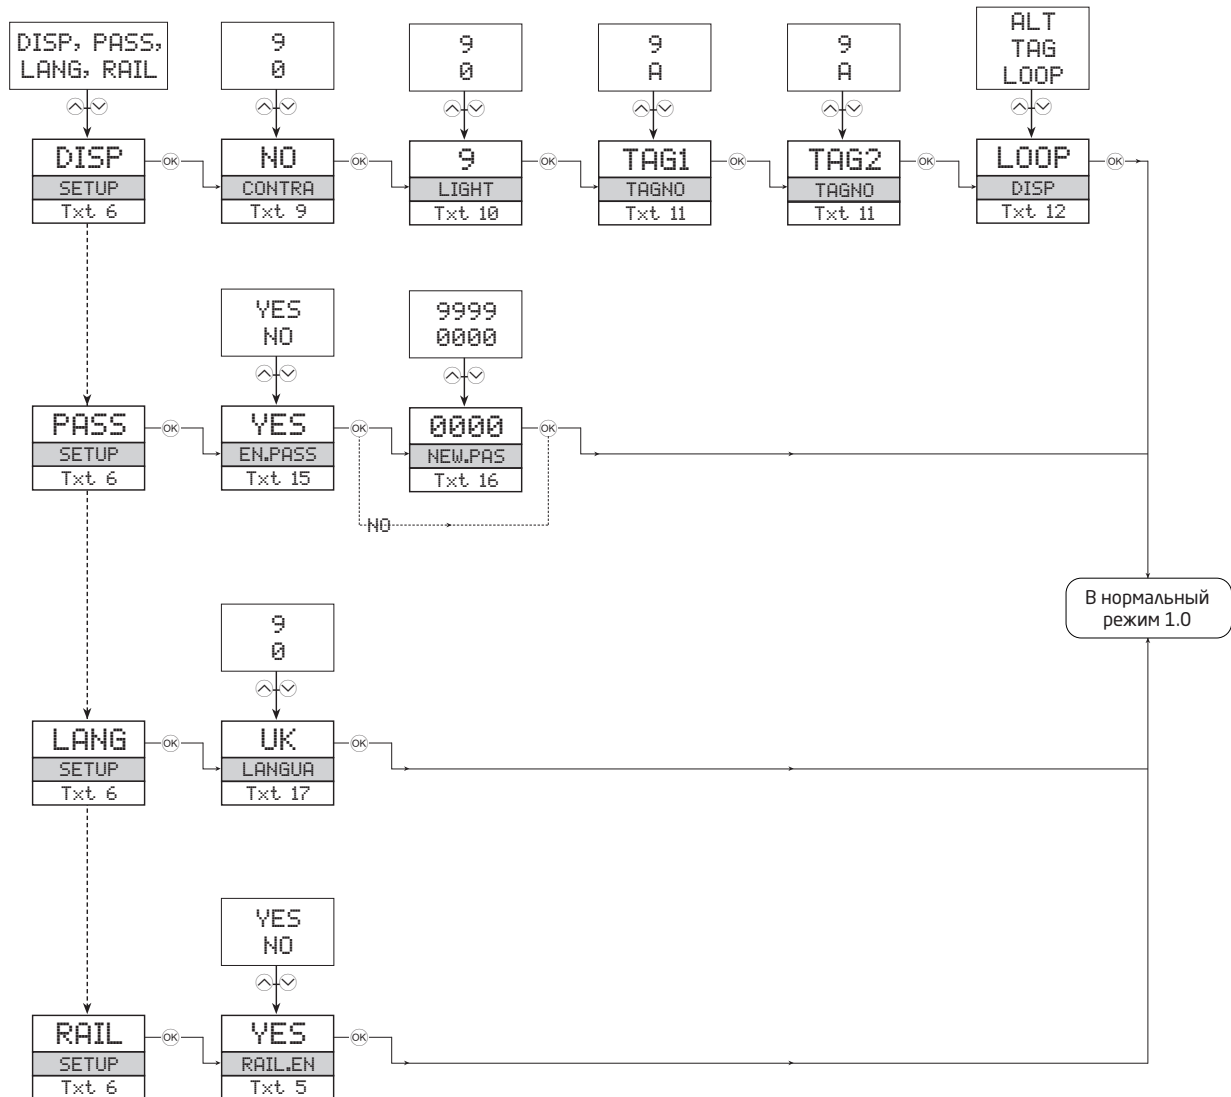 DISP, PASS,
LANG, RAIL
9
0
9
0
9
A
9
A
ALT
TAG
LOOP
DISP
SETUP
Txt 6
OK
NO
CONTRA
Txt 9
OK
9
LIGHT
Txt 10
OK
TAG1
TAGNO
Txt 11
OK
TAG2
TAGNO
Txt 11
OK
LOOP
DISP
Txt 12
OK
YES
NO
9999
0000
PASS
SETUP
Txt 6
OK
YES
EN.PASS
Txt 15
OK
0000
NEW.PAS
Txt 16
OK
NO
В нормальный
режим 1.0
9
0
LANG
SETUP
Txt 6
OK
UK
LANGUA
Txt 17
OK
YES
NO
RAIL
SETUP
Txt 6
OK
YES
RAIL.EN
Txt 5
OK